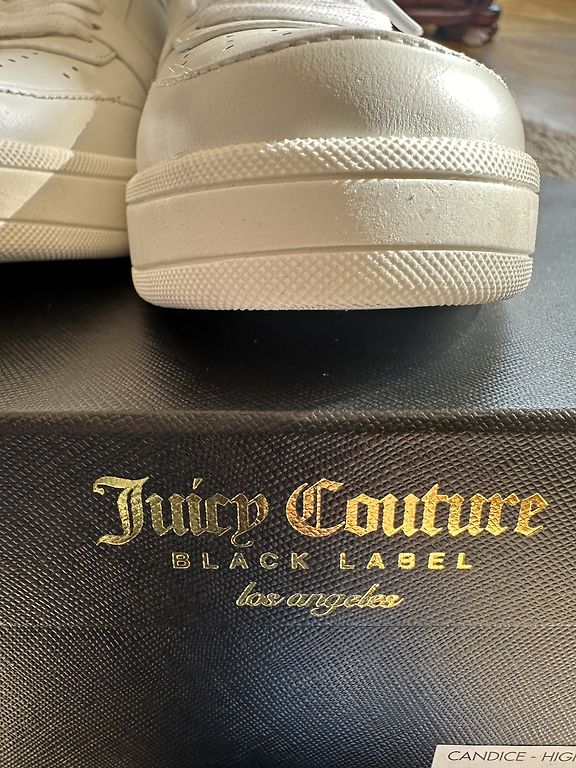 Juicy Couture
BLACK LABEL
los angeles
CANDICE - HIGH